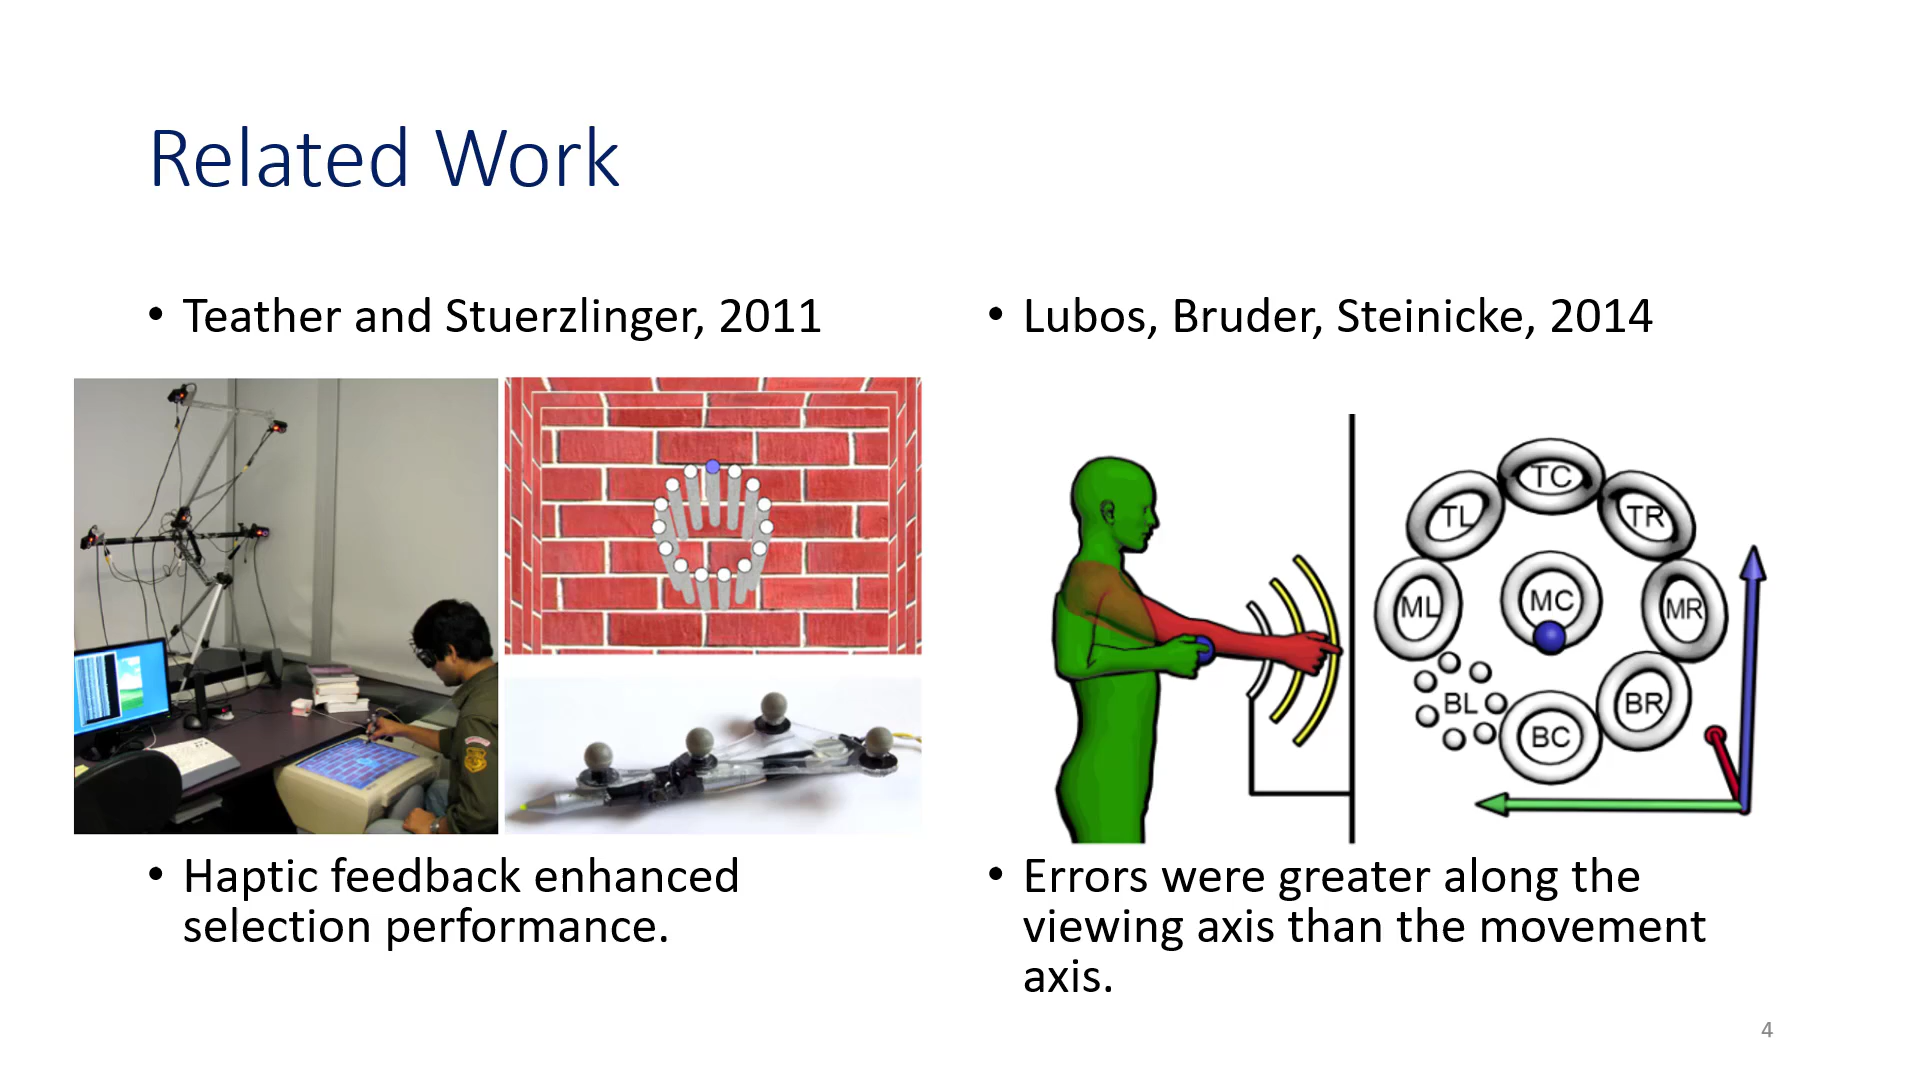 Related Work
• Teather and Stuerzlinger, 2011
• Haptic feedback enhanced
selection performance.
• Lubos, Bruder, Steinicke, 2014
TC
TL
TR
ML
MC
MR
BL
BR
BC
• Errors were greater along the
viewing axis than the movement
axis.
4